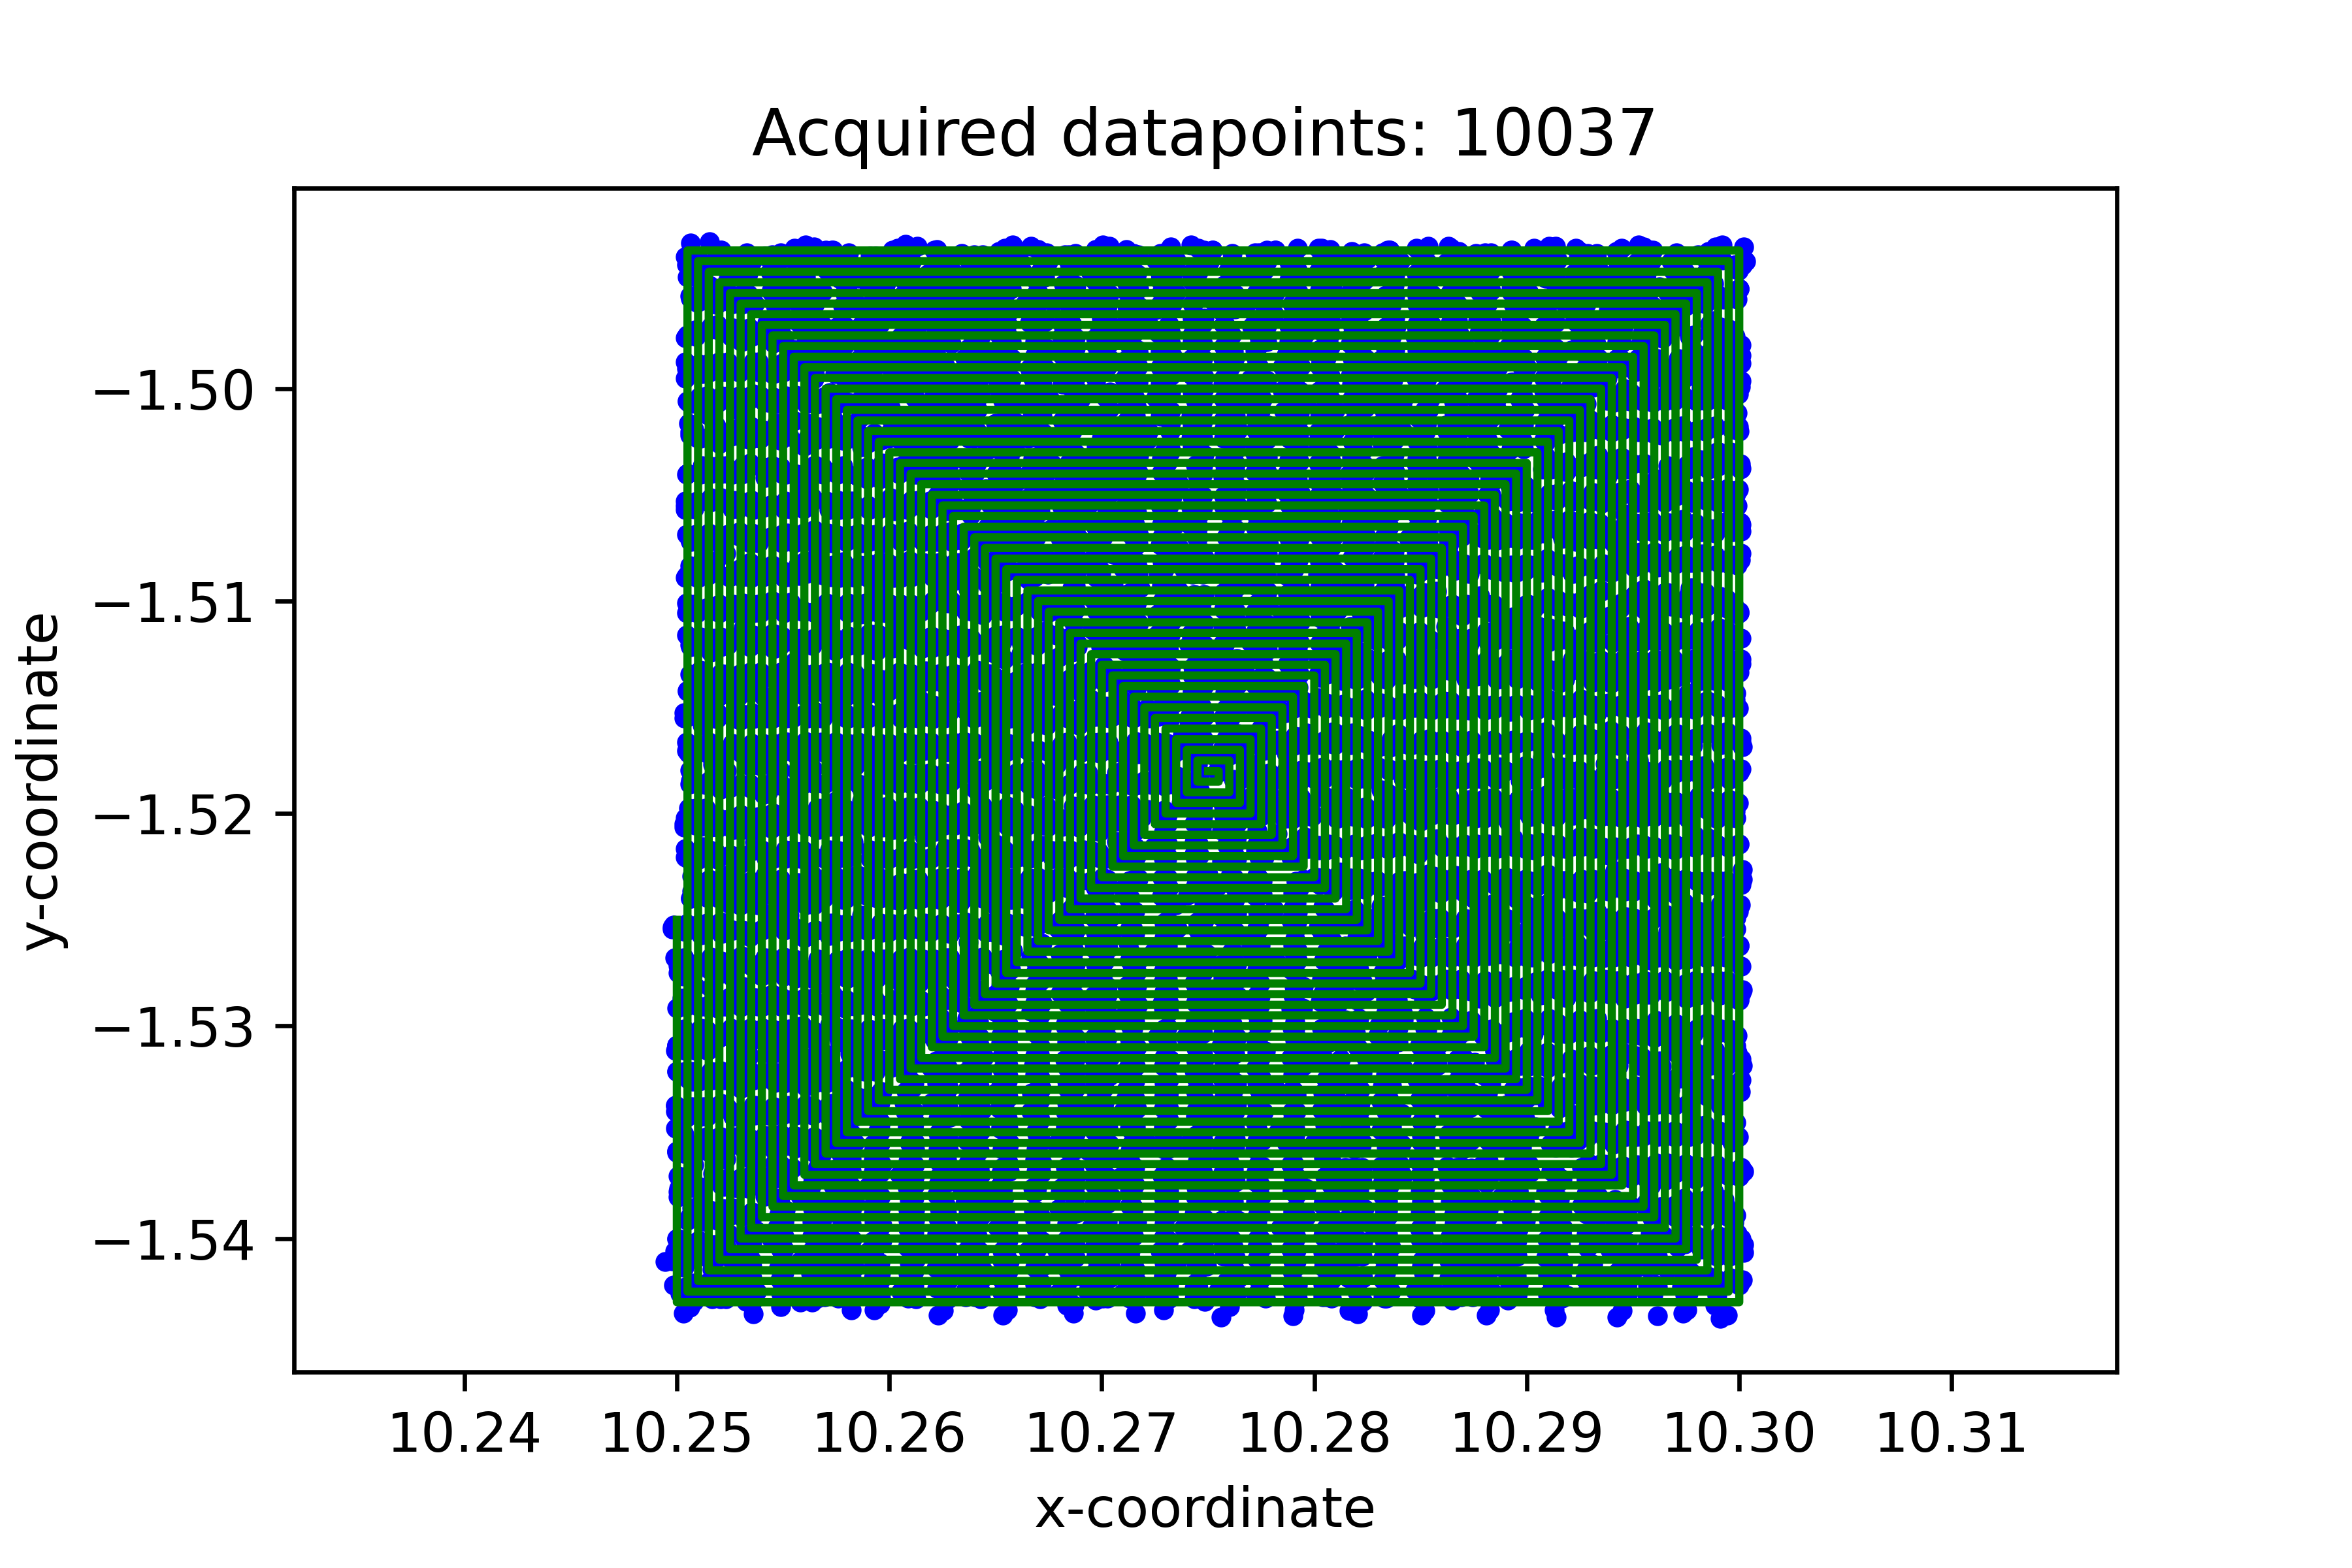 Acquired datapoints: 10037
y-coordinate
−1.50
−1.51
−1.52
−1.53
−1.54
10.24 10.25 10.26 10.27 10.28 10.29 10.30 10.31
x-coordinate